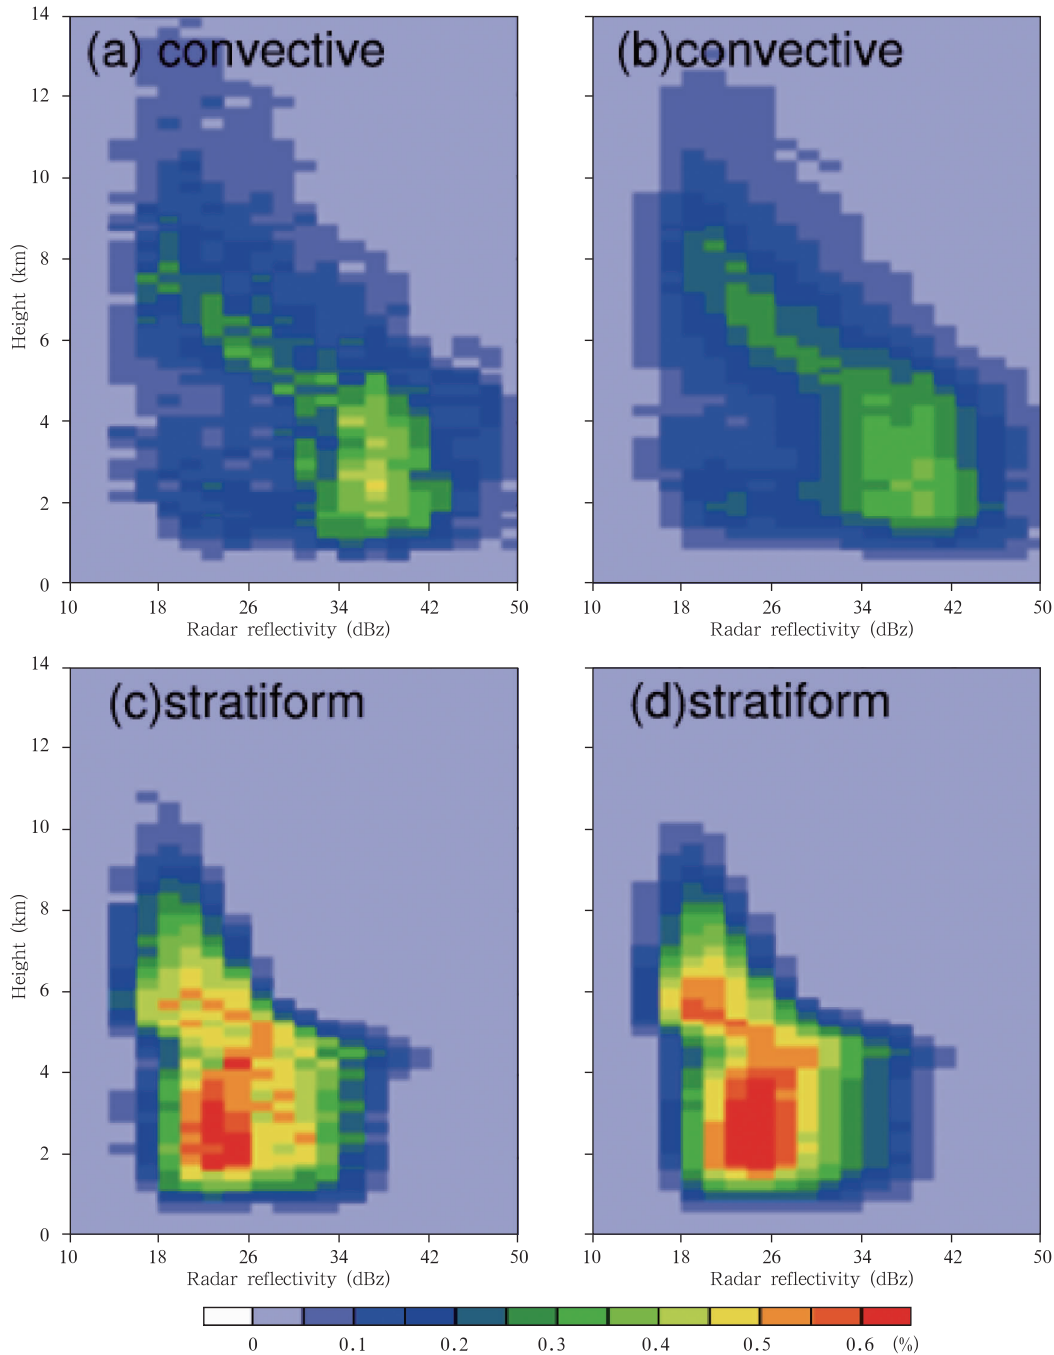 (a) convective
(b)convective
14
12
10
8
6
4
2
0
Height (km)
10 18 26 34 42 50
10 18 26 34 42 50
Radar reflectivity (dBz)
Radar reflectivity (dBz)
(c)stratiform
(d)stratiform
14
12
10
8
6
4
2
0
Height (km)
10 18 26 34 42 50
10 18 26 34 42 50
Radar reflectivity (dBz)
Radar reflectivity (dBz)
0 0.1 0.2 0.3 0.4 0.5 0.6 (%)